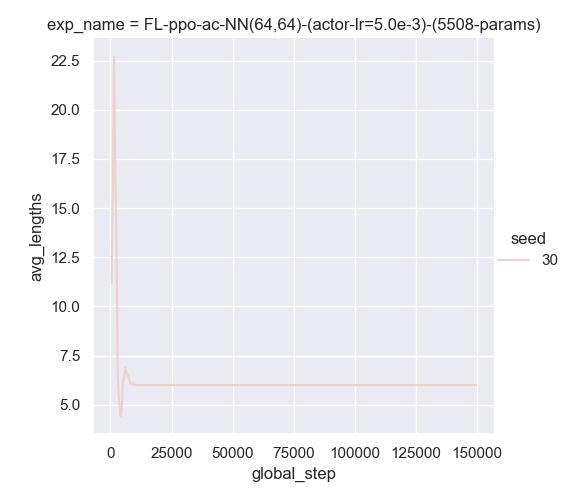 exp_name = FL-ppo-ac-NN(64,64)-(actor-lr=5.0e-3)-(5508-params)
22.5
20.0
17.5
15.0
12.5
10.0
7.5
5.0
avg_lengths
0 25000 50000 75000 100000 125000 150000
global_step
seed
30